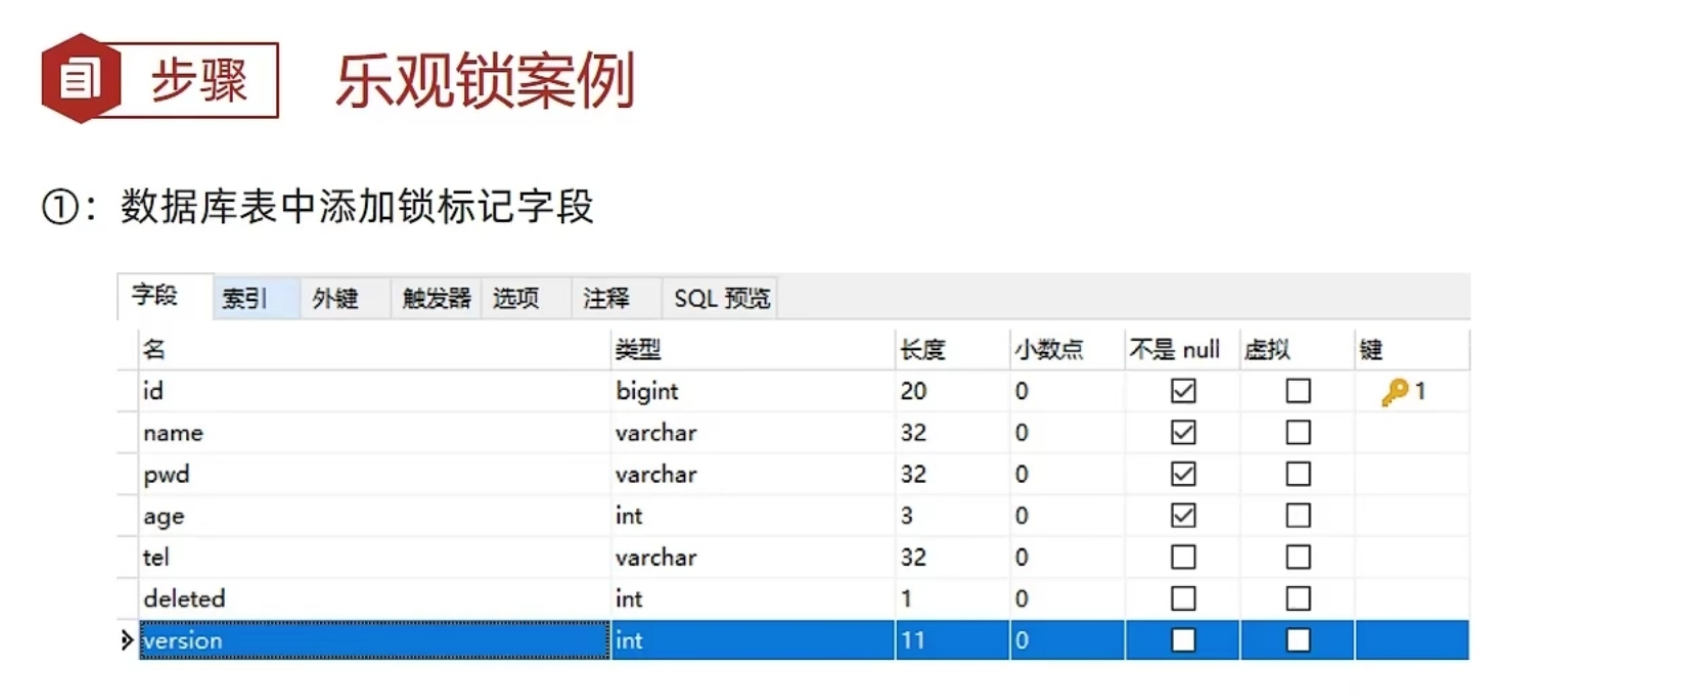 步骤 乐观锁案例
①：数据库表中添加锁标记字段
字段 索引 外键 触发器 选项 注释 SQL 预览
名 类型 长度 小数点 不是 null 虚拟 键
id bigint 20 0 1
name varchar 32 0
pwd varchar 32 0
age int 3 0
tel varchar 32 0
deleted int 1 0
version int 11 0